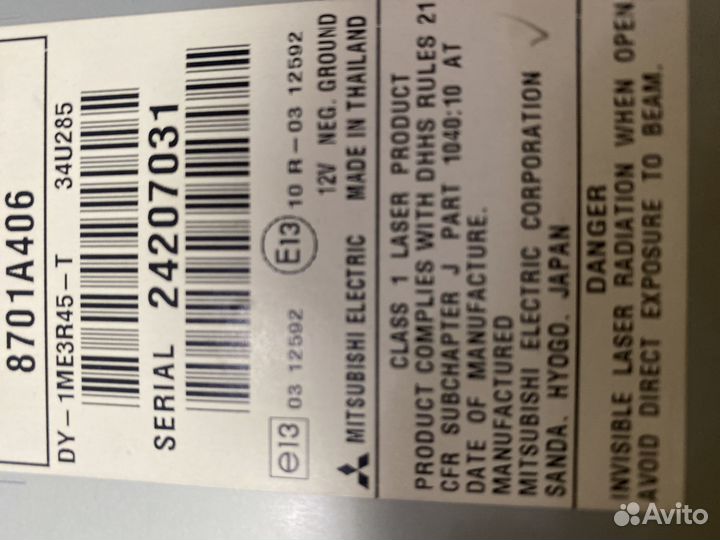 8701A406
DY-1ME3R45-T 34U285
SERIAL 24207031
e13 03 12592 E13 10 R-03 12592
12V NEG. GROUND
MITSUBISHI ELECTRIC MADE IN THAILAND
CLASS 1 LASER PRODUCT
PRODUCT COMPLIES WITH DHHS RULES 21
CFR SUBCHAPTER J PART 1040:10 AT
DATE OF MANUFACTURE.
MANUFACTURED
MITSUBISHI ELECTRIC CORPORATION
SANDA. HYOGO. JAPAN
DANGER
INVISIBLE LASER RADIATION WHEN OPEN
AVOID DIRECT EXPOSURE TO BEAM.
Avito